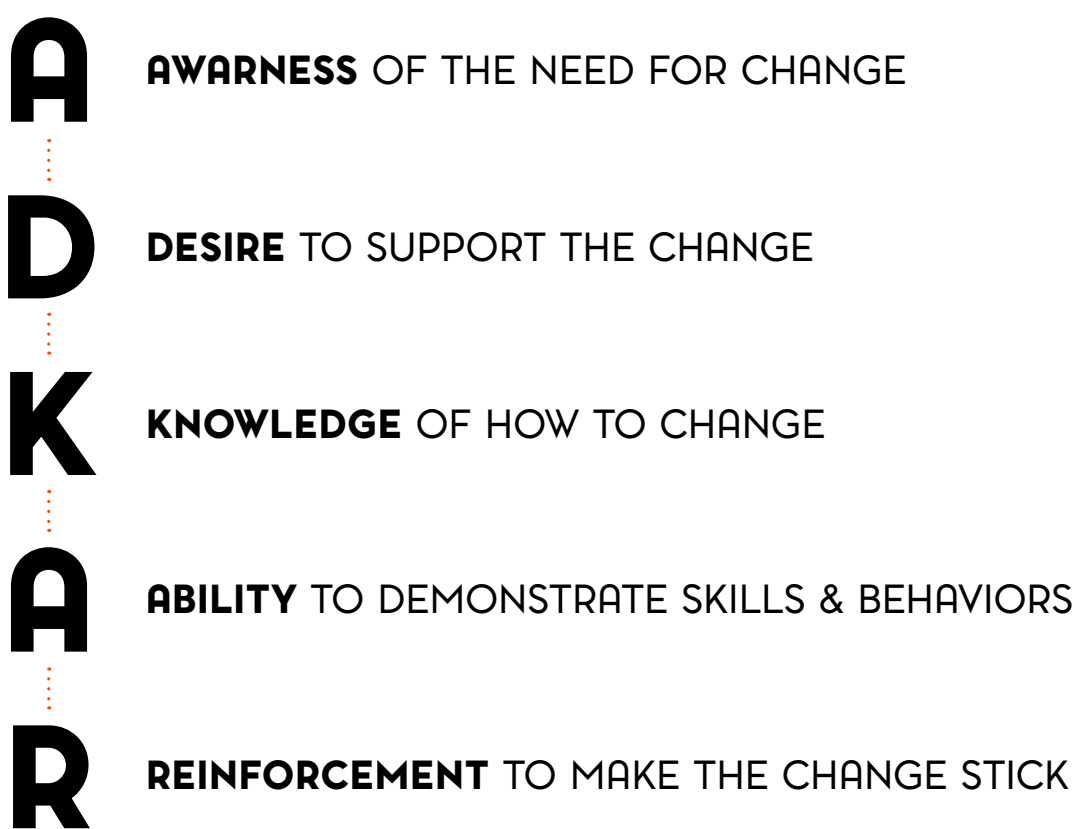 A
AWARNESS OF THE NEED FOR CHANGE
D
DESIRE TO SUPPORT THE CHANGE
K
KNOWLEDGE OF HOW TO CHANGE
A
ABILITY TO DEMONSTRATE SKILLS & BEHAVIORS
R
REINFORCEMENT TO MAKE THE CHANGE STICK